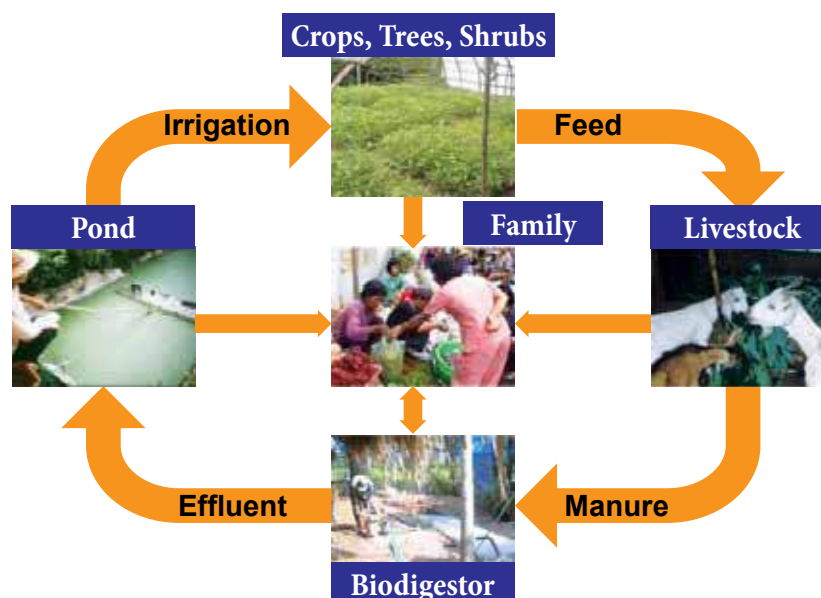 Crops, Trees, Shrubs
Irrigation
Feed
Pond
Family
Livestock
Effluent
Manure
Biodigestor